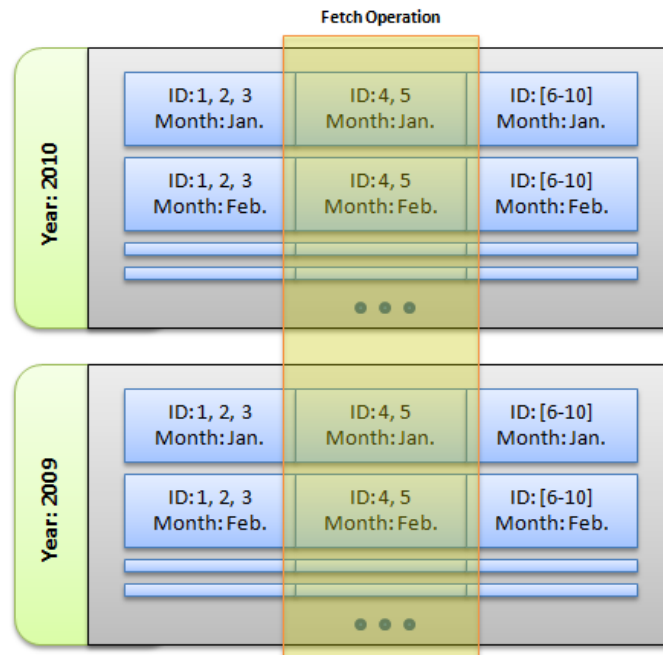 Fetch Operation
Year: 2010
ID: 1, 2, 3
Month: Jan.
ID: 4, 5
Month: Jan.
ID: [6-10]
Month: Jan.
ID: 1, 2, 3
Month: Feb.
ID: 4, 5
Month: Feb.
ID: [6-10]
Month: Feb.
Year: 2009
ID: 1, 2, 3
Month: Jan.
ID: 4, 5
Month: Jan.
ID: [6-10]
Month: Jan.
ID: 1, 2, 3
Month: Feb.
ID: 4, 5
Month: Feb.
ID: [6-10]
Month: Feb.